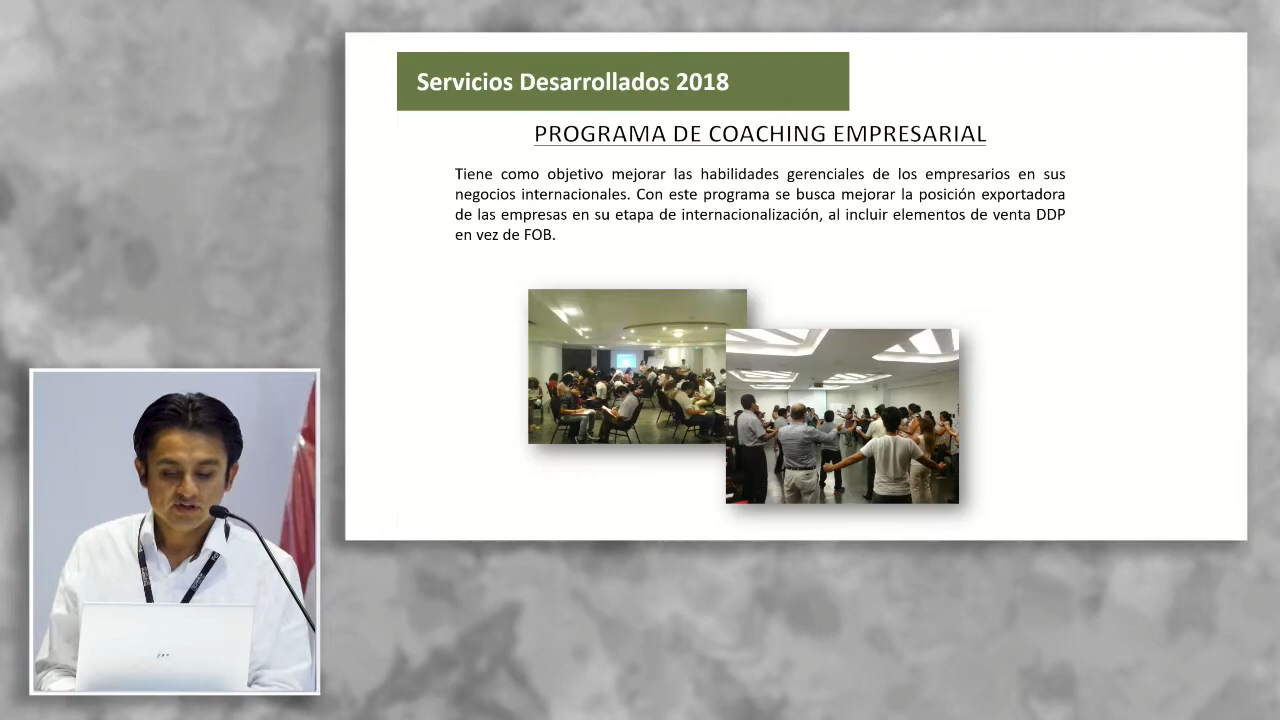 Servicios Desarrollados 2018
PROGRAMA DE COACHING EMPRESARIAL
Tiene como objetivo mejorar las habilidades gerenciales de los empresarios en sus
negocios internacionales. Con este programa se busca mejorar la posición exportadora
de las empresas en su etapa de internacionalización, al incluir elementos de venta DDP
en vez de FOB.